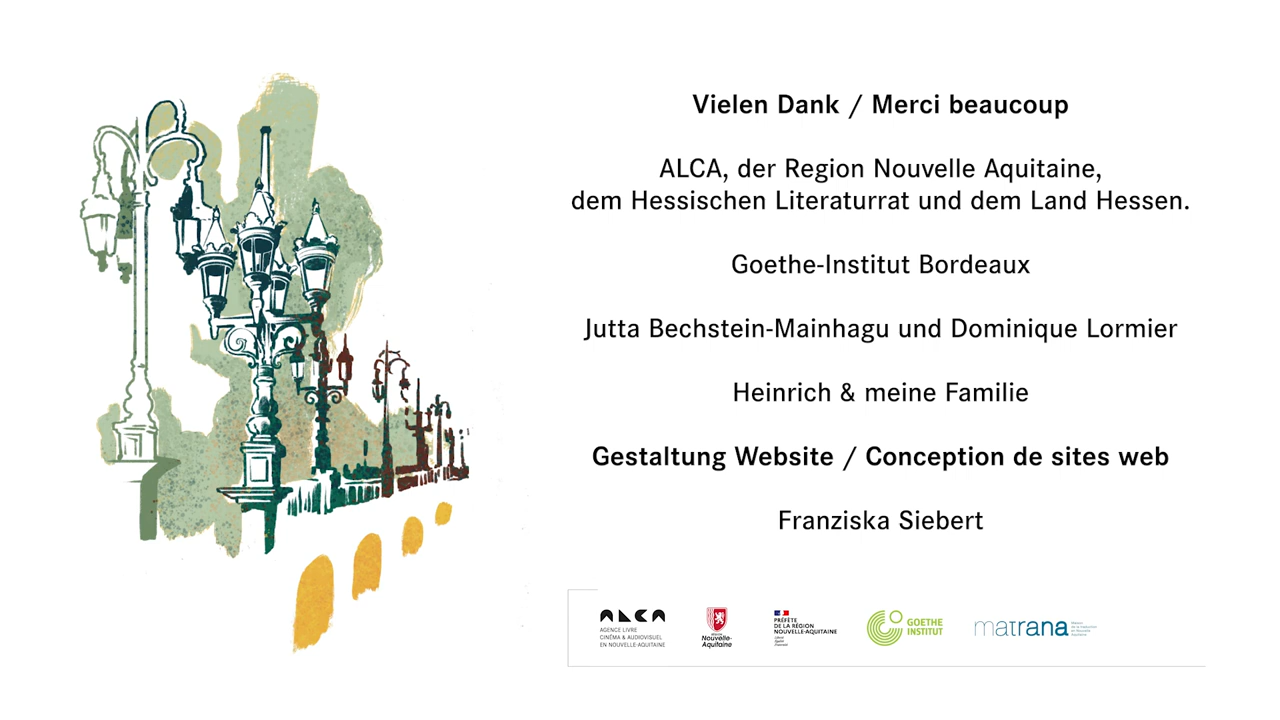 Vielen Dank / Merci beaucoup
ALCA, der Region Nouvelle Aquitaine,
dem Hessischen Literaturrat und dem Land Hessen.
Goethe-Institut Bordeaux
Jutta Bechstein-Mainhagu und Dominique Lormier
Heinrich & meine Familie
Gestaltung Website / Conception de sites web
Franziska Siebert
ALCA
AGENCE LIVRE
CINÉMA & AUDIOVISUEL
EN NOUVELLE-AQUITAINE
Nouvelle-
Aquitaine
PRÉFÈTE
DE LA RÉGION
NOUVELLE-AQUITAINE
GOETHE
INSTITUT
matrana